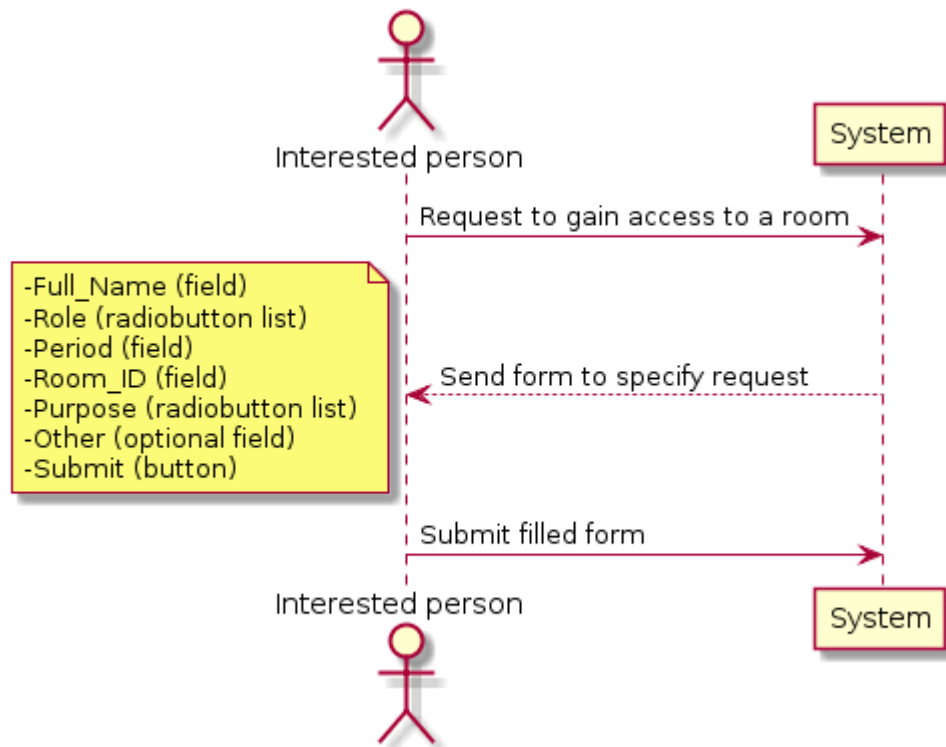 Interested person
System
Request to gain access to a room
-Full_Name (field)
-Role (radiobutton list)
-Period (field)
-Room_ID (field)
-Purpose (radiobutton list)
-Other (optional field)
-Submit (button)
Send form to specify request
Submit filled form
Interested person
System